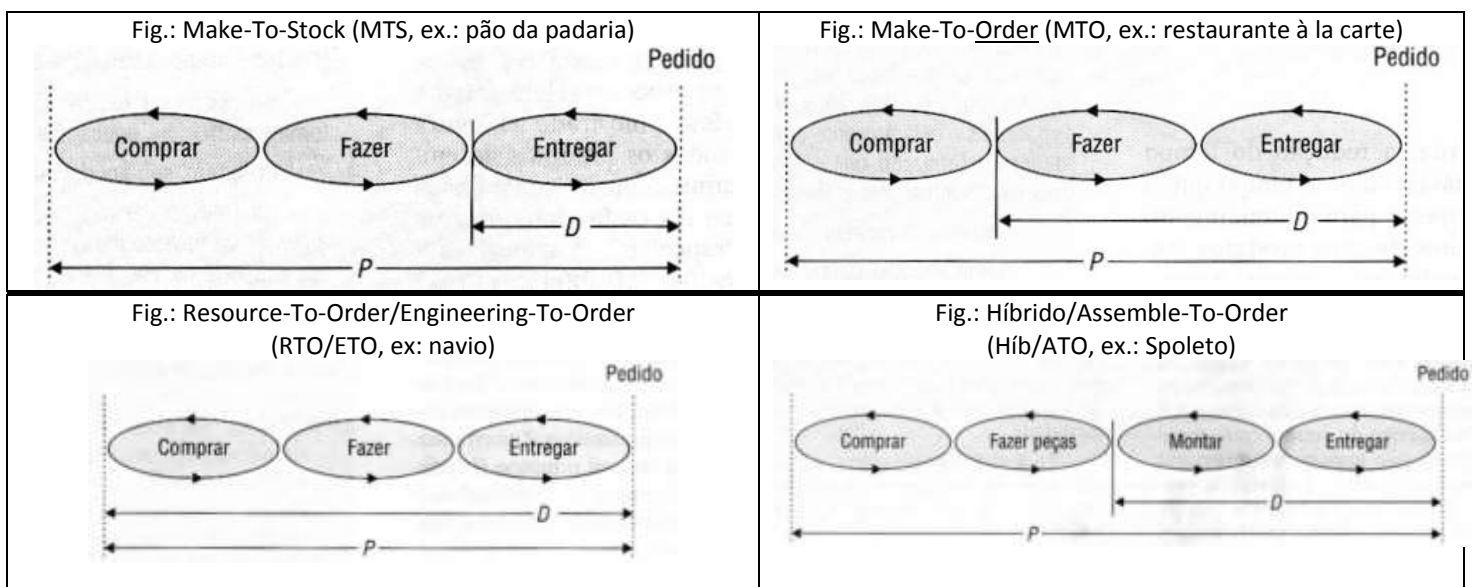 Fig.: Make-To-Stock (MTS, ex.: pão da padaria)
Pedido
Comprar
Fazer
Entregar
D
P
Fig.: Make-To-Order (MTO, ex.: restaurante à la carte)
Pedido
Comprar
Fazer
Entregar
D
P
Fig.: Resource-To-Order/Engineering-To-Order
(RTO/ETO, ex: navio)
Pedido
Comprar
Fazer
Entregar
D
P
Fig.: Híbrido/Assemble-To-Order
(Híb/ATO, ex.: Spoleto)
Pedido
Comprar
Fazer peças
Montar
Entregar
D
P